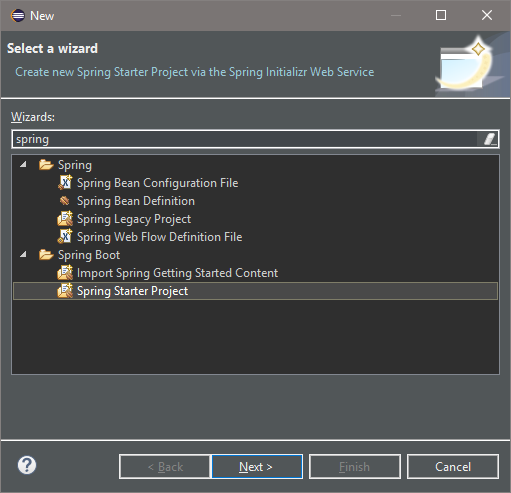 New
Select a wizard
Create new Spring Starter Project via the Spring Initializr Web Service
Wizards:
spring
Spring
Spring Bean Configuration File
Spring Bean Definition
Spring Legacy Project
Spring Web Flow Definition File
Spring Boot
Import Spring Getting Started Content
Spring Starter Project
? < Back Next > Finish Cancel